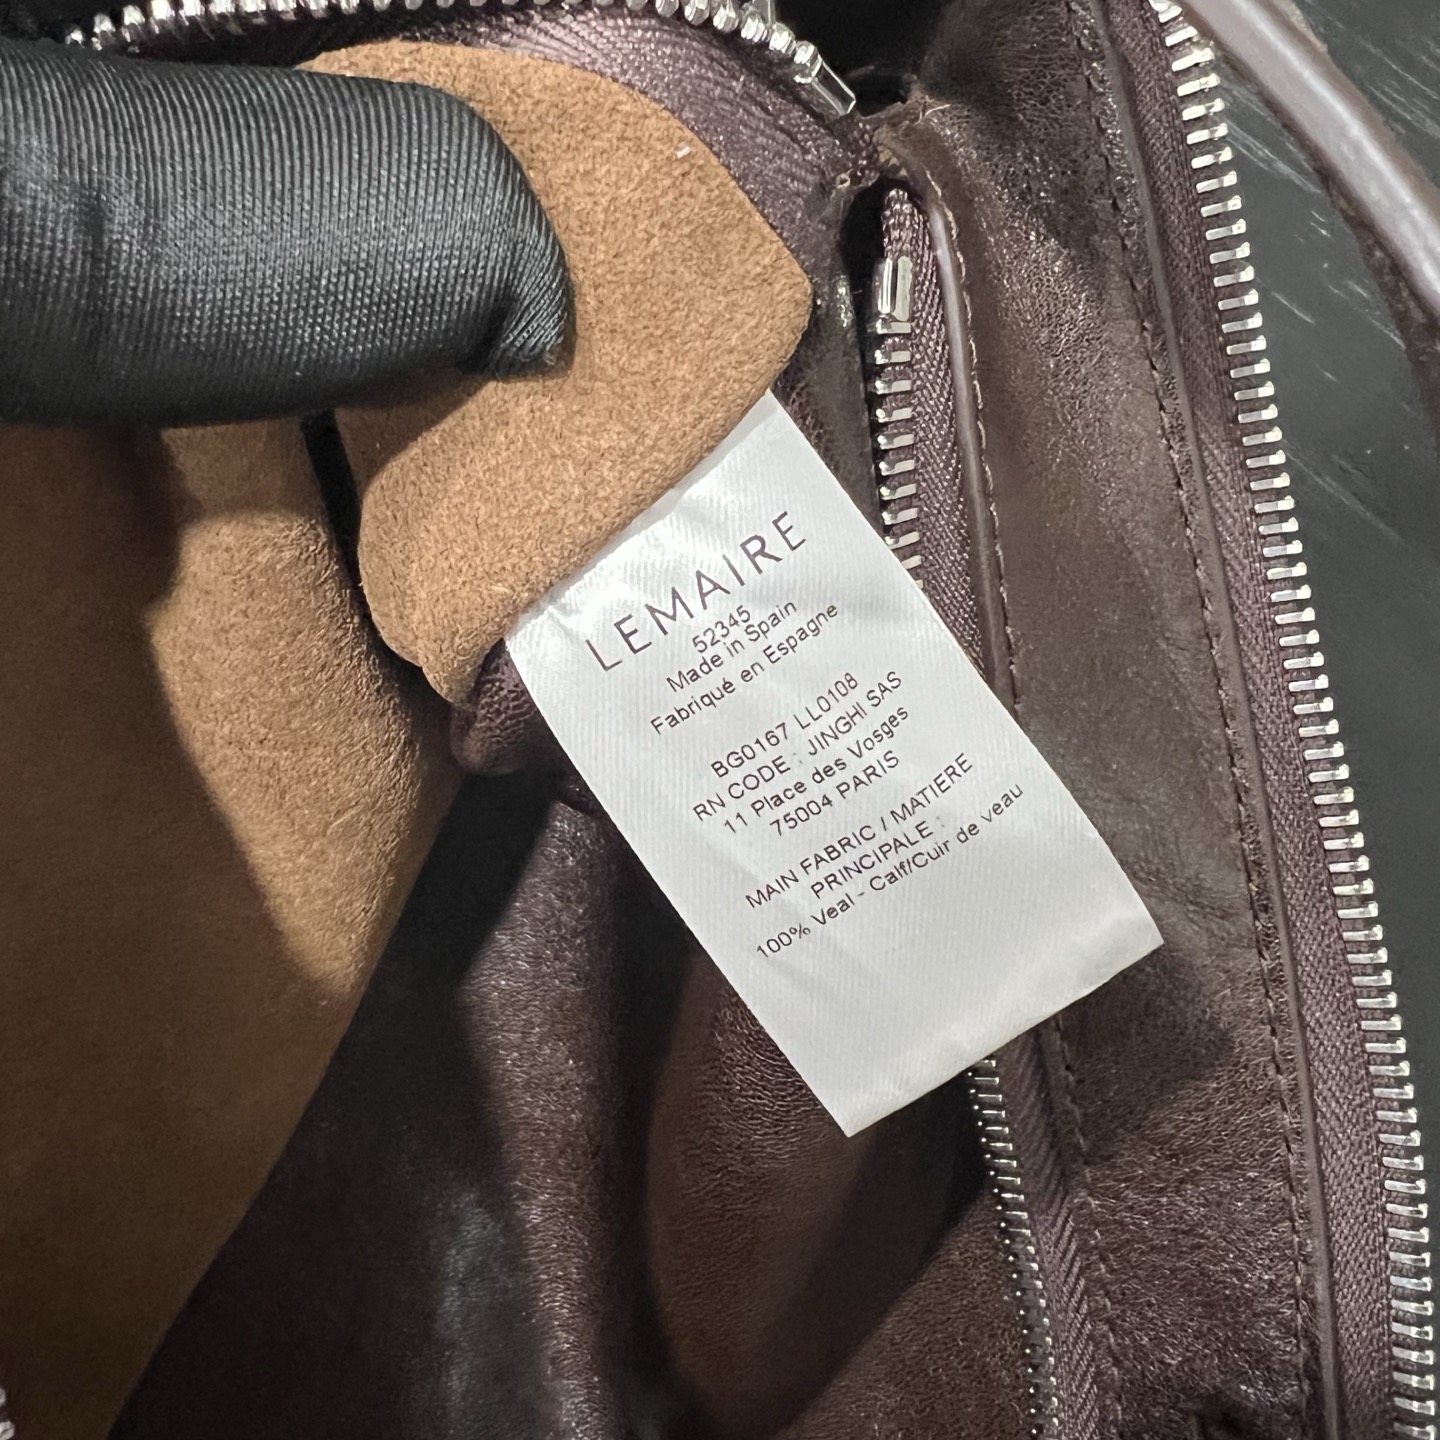 LEMAIRE
52345
Made in Spain
Fabriqué en Espagne
BG0167 LL0108
RN CODE : JINGHI SAS
11 Place des Vosges
75004 PARIS
MAIN FABRIC / MATIERE
PRINCIPALE :
100% Veal - Calf/Cuir de veau